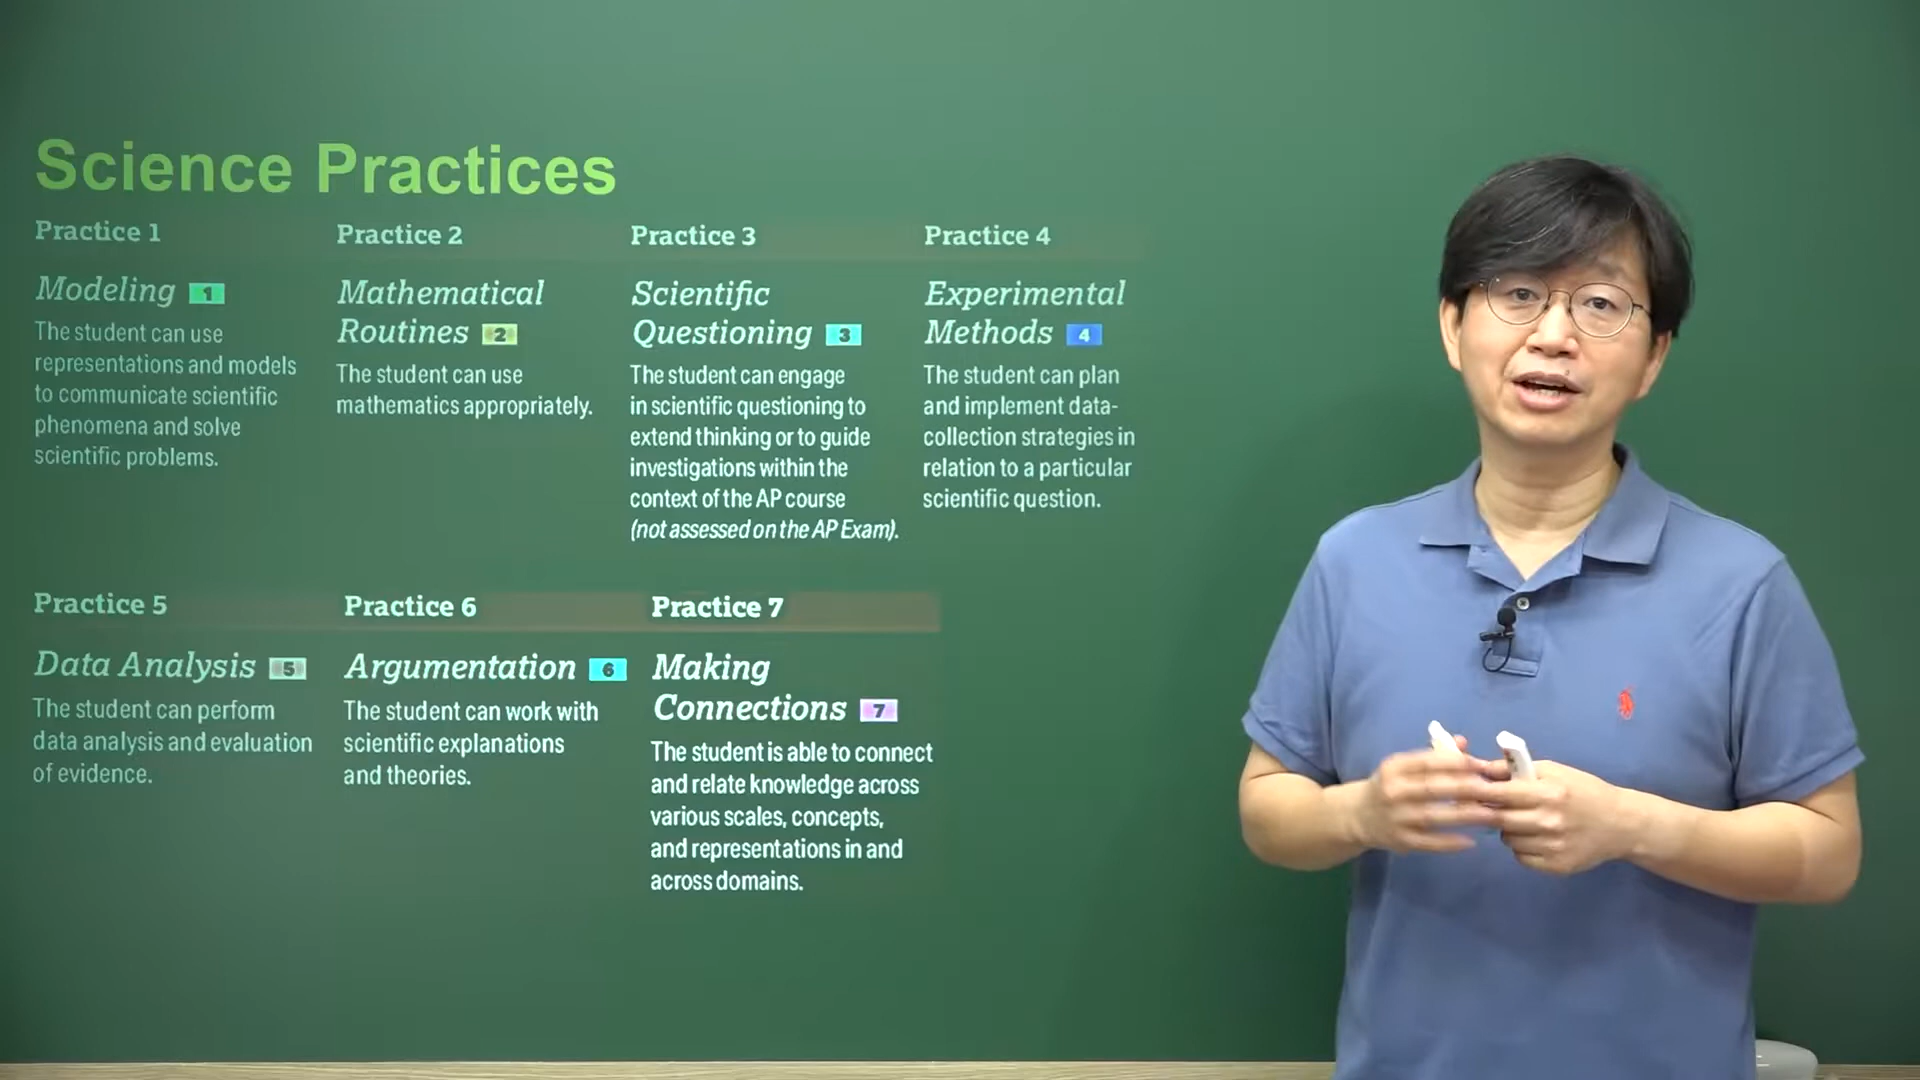 Science Practices
Practice 1
Modeling 1
The student can use
representations and models
to communicate scientific
phenomena and solve
scientific problems.
Practice 2
Mathematical
Routines 2
The student can use
mathematics appropriately.
Practice 3
Scientific
Questioning 3
The student can engage
in scientific questioning to
extend thinking or to guide
investigations within the
context of the AP course
(not assessed on the AP Exam).
Practice 4
Experimental
Methods 4
The student can plan
and implement data-
collection strategies in
relation to a particular
scientific question.
Practice 5
Data Analysis 5
The student can perform
data analysis and evaluation
of evidence.
Practice 6
Argumentation 6
The student can work with
scientific explanations
and theories.
Practice 7
Making
Connections 7
The student is able to connect
and relate knowledge across
various scales, concepts,
and representations in and
across domains.